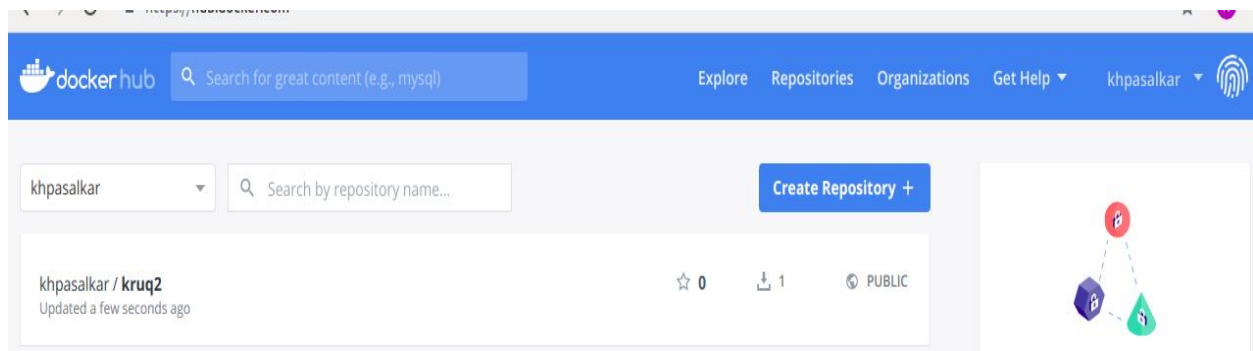 docker hub
Search for great content (e.g., mysql)
Explore Repositories Organizations Get Help khpasalkar
khpasalkar
Search by repository name...
Create Repository +
khpasalkar / kruq2
0 1 PUBLIC
Updated a few seconds ago